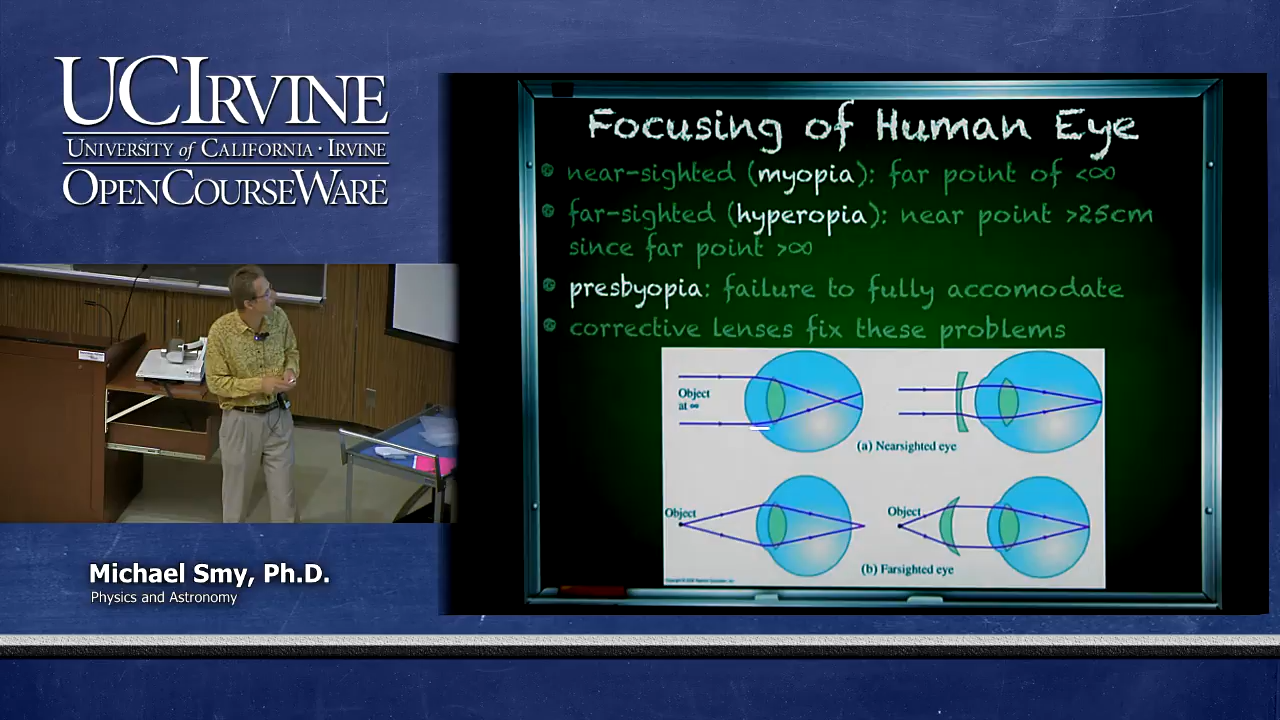 UCIRVINE
UNIVERSITY of CALIFORNIA · IRVINE
OPENCOURSEWARE
Focusing of Human Eye
near-sighted (myopia): far point of <∞
far-sighted (hyperopia): near point >25cm
since far point >∞
presbyopia: failure to fully accomodate
corrective lenses fix these problems
Object
at ∞
(a) Nearsighted eye
Object
Object
(b) Farsighted eye
Michael Smy, Ph.D.
Physics and Astronomy